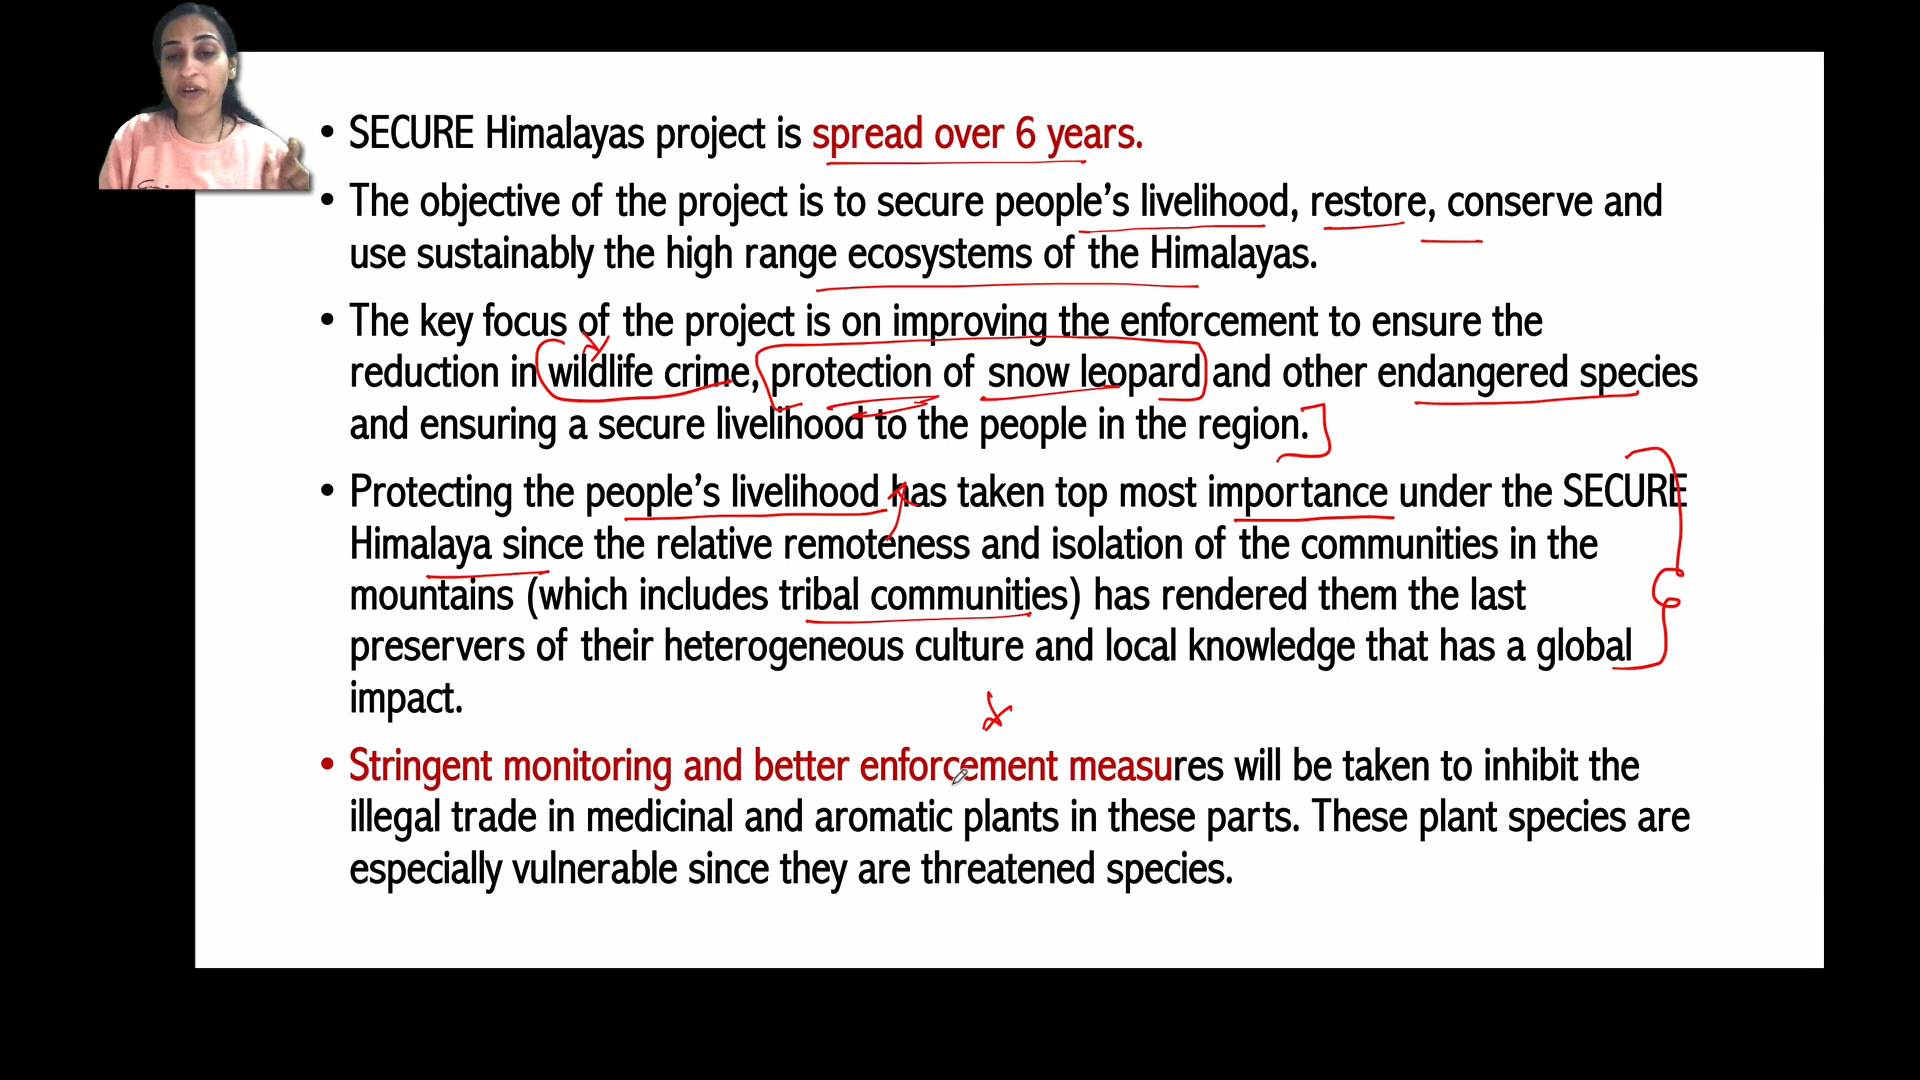 • SECURE Himalayas project is spread over 6 years.
• The objective of the project is to secure people’s livelihood, restore, conserve and
use sustainably the high range ecosystems of the Himalayas.
• The key focus of the project is on improving the enforcement to ensure the
reduction in wildlife crime, protection of snow leopard and other endangered species
and ensuring a secure livelihood to the people in the region.
• Protecting the people’s livelihood has taken top most importance under the SECURE
Himalaya since the relative remoteness and isolation of the communities in the
mountains (which includes tribal communities) has rendered them the last
preservers of their heterogeneous culture and local knowledge that has a global
impact.
• Stringent monitoring and better enforcement measures will be taken to inhibit the
illegal trade in medicinal and aromatic plants in these parts. These plant species are
especially vulnerable since they are threatened species.